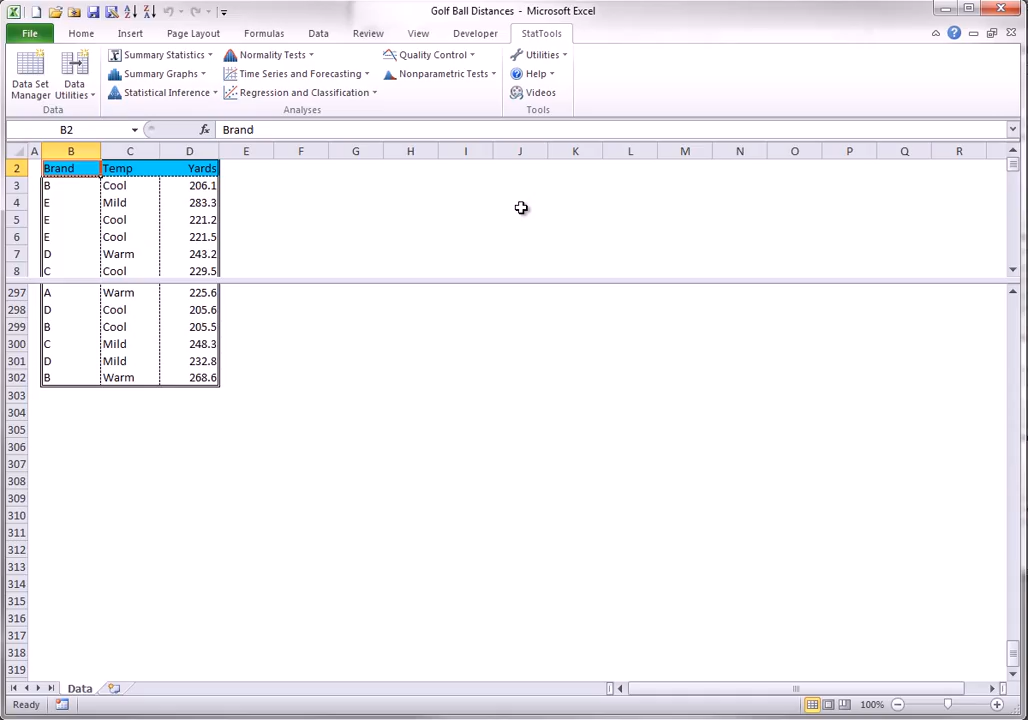 Golf Ball Distances - Microsoft Excel
File Home Insert Page Layout Formulas Data Review View Developer StatTools
Data Set Manager
Data Utilities
Data
Summary Statistics
Summary Graphs
Statistical Inference
Normality Tests
Time Series and Forecasting
Regression and Classification
Quality Control
Nonparametric Tests
Analyses
Utilities
Help
Videos
Tools
B2 fx Brand
A B C D E F G H I J K L M N O P Q R
2 Brand Temp Yards
3 B Cool 206.1
4 E Mild 283.3
5 E Cool 221.2
6 E Cool 221.5
7 D Warm 243.2
8 C Cool 229.5
297 A Warm 225.6
298 D Cool 205.6
299 B Cool 205.5
300 C Mild 248.3
301 D Mild 232.8
302 B Warm 268.6
303
304
305
306
307
308
309
310
311
312
313
314
315
316
317
318
319
Data
Ready 100%